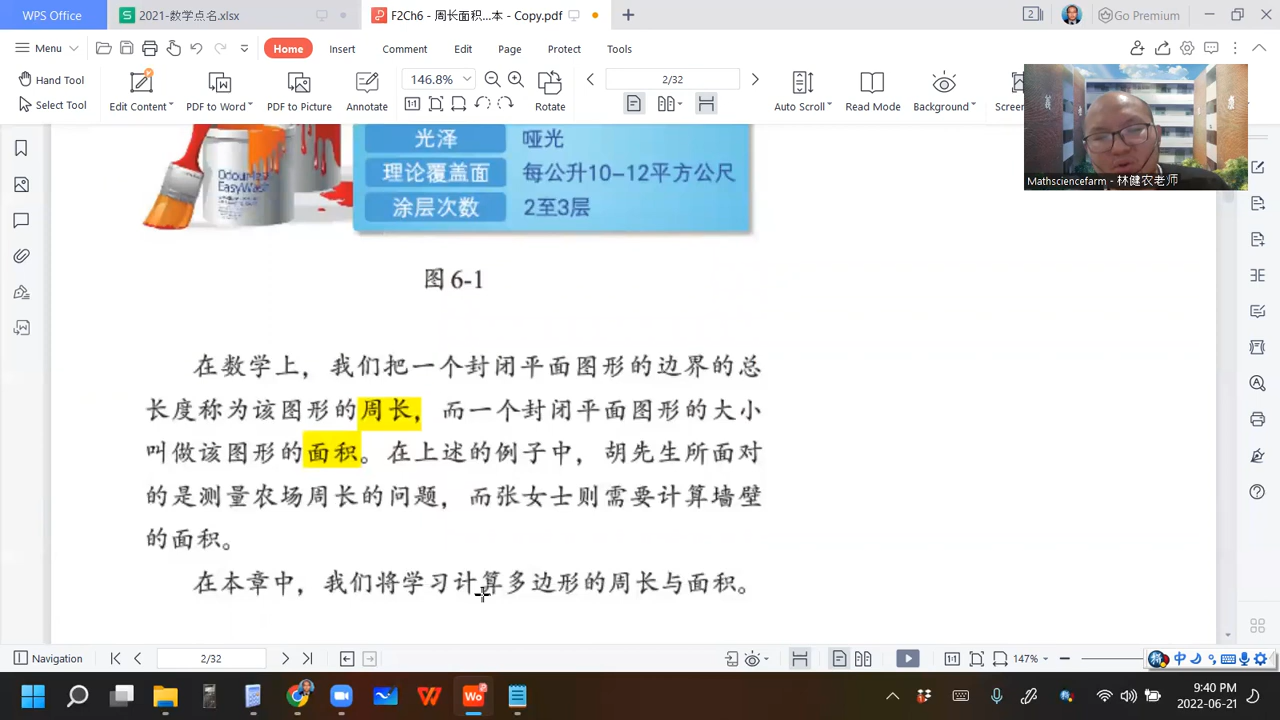 WPS Office
2021-数学点名.xlsx
F2Ch6 - 周长面积...本 - Copy.pdf
2
Go Premium
Menu
Home
Insert
Comment
Edit
Page
Protect
Tools
Hand Tool
Select Tool
Edit Content
PDF to Word
PDF to Picture
Annotate
146.8%
Rotate
2/32
Auto Scroll
Read Mode
Background
Screen
Mathsciencefarm - 林健农老师
光泽 哑光
理论覆盖面 每公升10-12平方公尺
涂层次数 2至3层
EasyWash
图 6-1
在数学上，我们把一个封闭平面图形的边界的总
长度称为该图形的周长，而一个封闭平面图形的大小
叫做该图形的面积。在上述的例子中，胡先生所面对
的是测量农场周长的问题，而张女士则需要计算墙壁
的面积。
在本章中，我们将学习计算多边形的周长与面积。
Navigation
2/32
147%
中
9:40 PM
2022-06-21